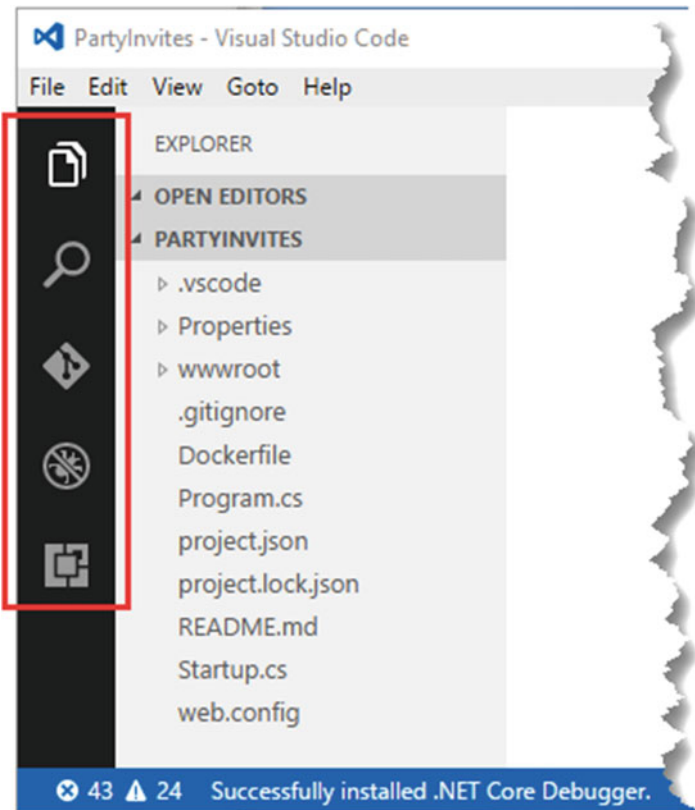 PartyInvites - Visual Studio Code
File Edit View Goto Help
EXPLORER
OPEN EDITORS
PARTYINVITES
.vscode
Properties
wwwroot
.gitignore
Dockerfile
Program.cs
project.json
project.lock.json
README.md
Startup.cs
web.config
43 24 Successfully installed .NET Core Debugger.